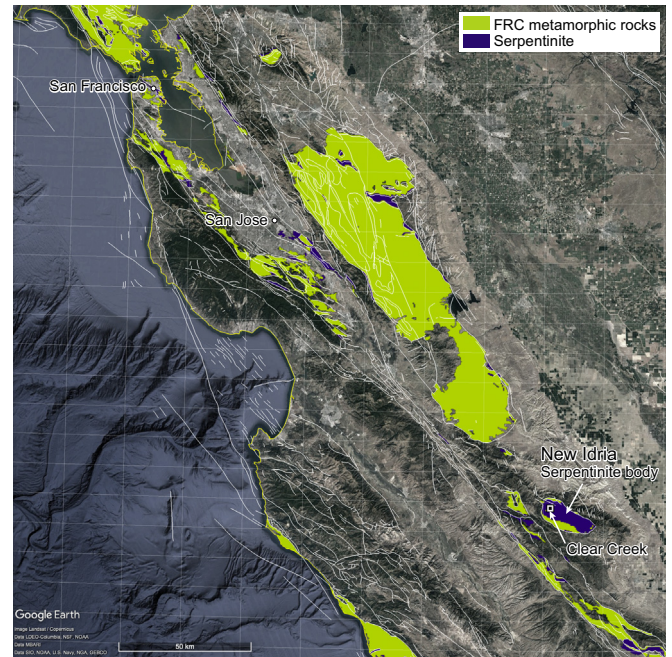 FRC metamorphic rocks
Serpentinite
San Francisco
San Jose
New Idria
Serpentinite body
Clear Creek
Google Earth
Image Landsat / Copernicus
Data LDEO-Columbia, NSF, NOAA
Data MBARI
Data SIO, NOAA, U.S. Navy, NGA, GEBCO
50 km